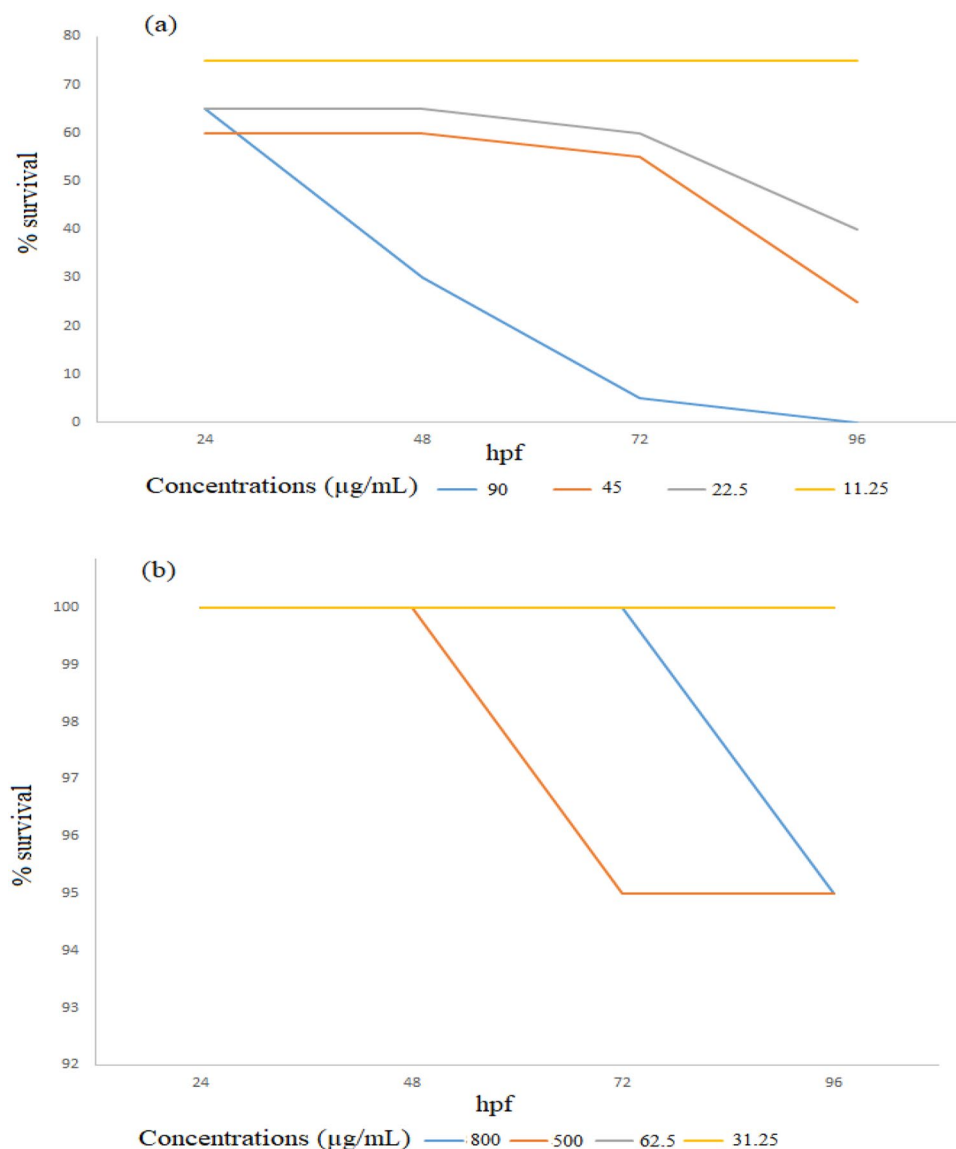 (a)
80
70
60
50
40
30
20
10
0
% survival
24 48 72 96
hpf
Concentrations (µg/mL) 90 45 22.5 11.25
(b)
100
99
98
97
96
95
94
93
92
% survival
24 48 72 96
hpf
Concentrations (µg/mL) 800 500 62.5 31.25